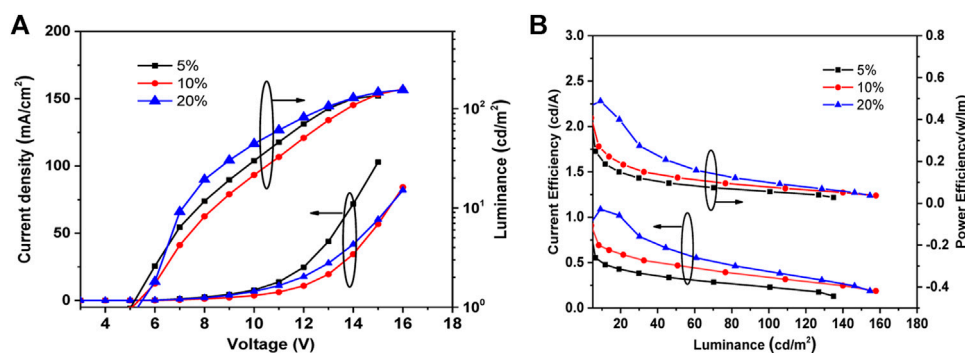 A
Current density (mA/cm²)
200
150
100
50
0
5%
10%
20%
10²
10¹
10⁰
Luminance (cd/m²)
4 6 8 10 12 14 16 18
Voltage (V)
B
Current Efficiency (cd/A)
3.0
2.5
2.0
1.5
1.0
0.5
0.0
5%
10%
20%
0.8
0.6
0.4
0.2
0.0
-0.2
-0.4
Power Efficiency(w/lm)
0 20 40 60 80 100 120 140 160 180
Luminance (cd/m²)